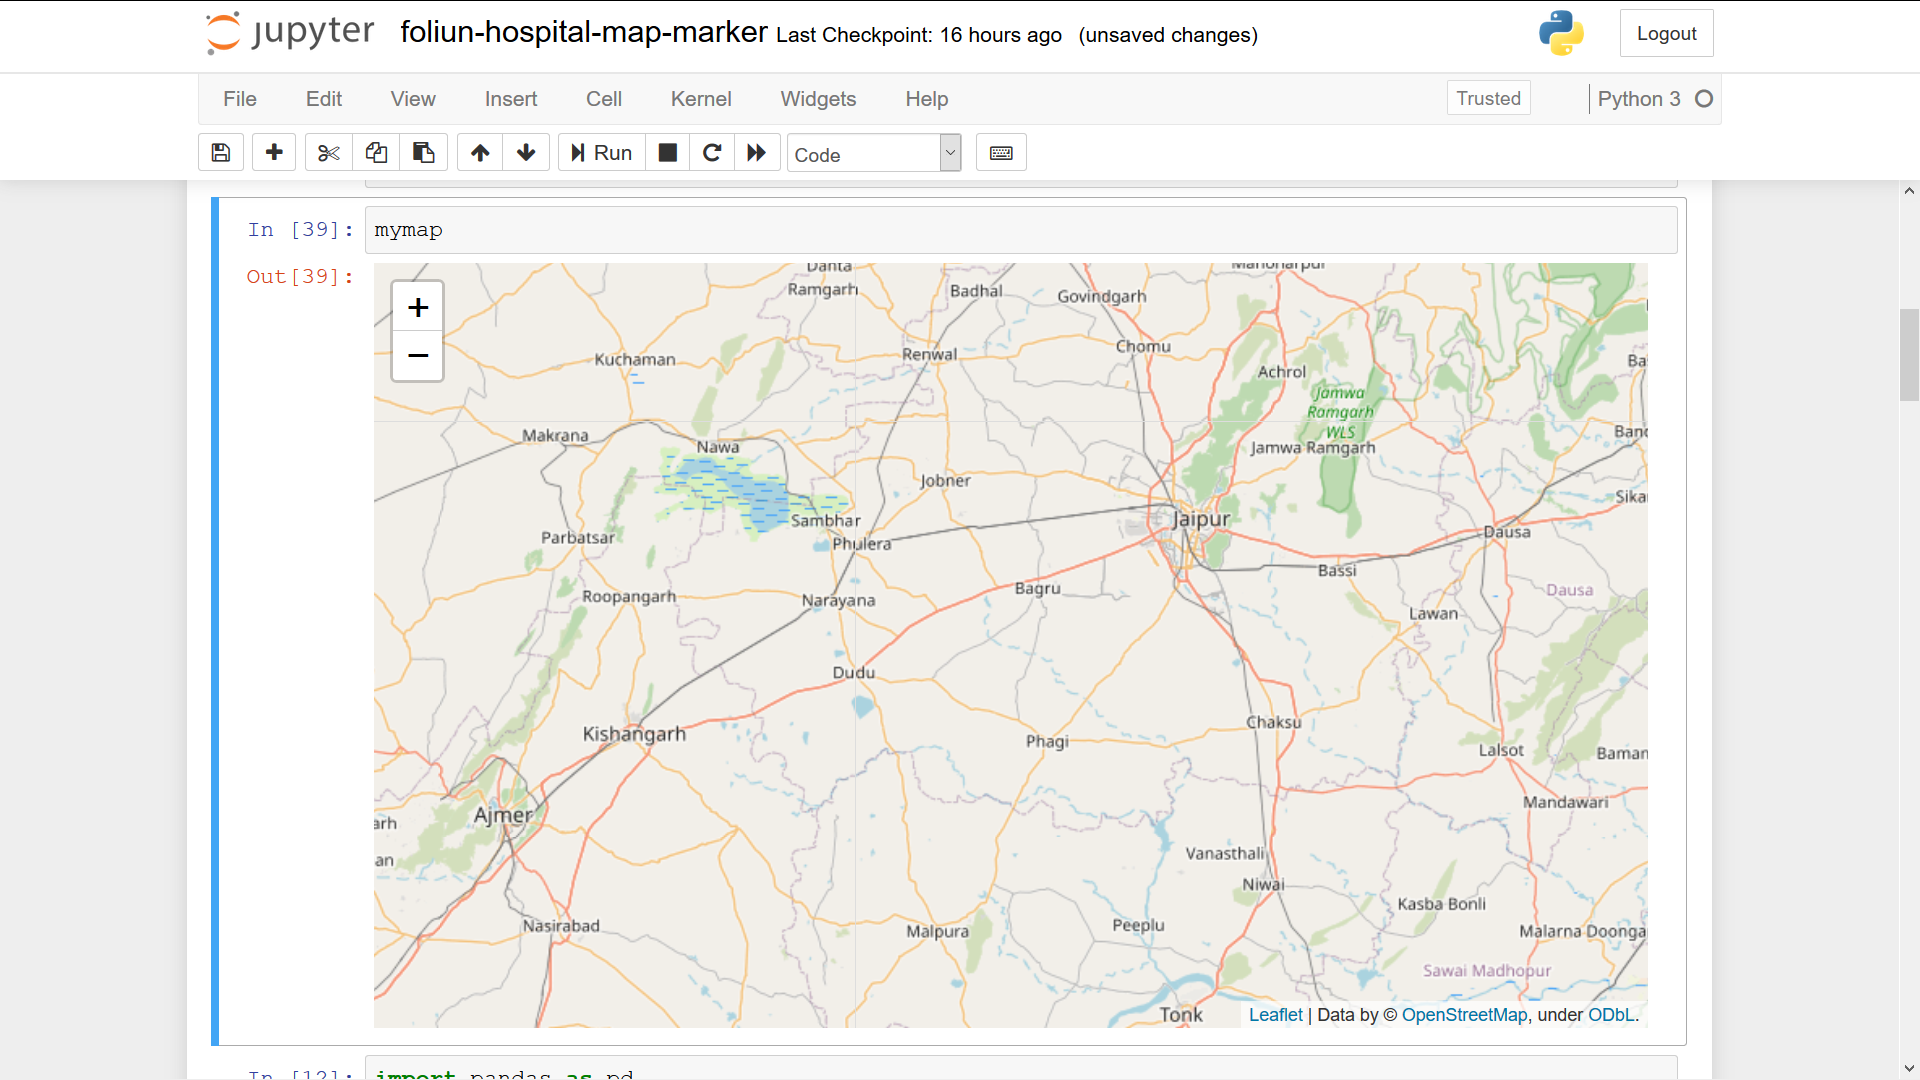 jupyter foliun-hospital-map-marker Last Checkpoint: 16 hours ago (unsaved changes) Logout
File Edit View Insert Cell Kernel Widgets Help Trusted Python 3
Run Code
In [39]: mymap
Out[39]:
+
−
Danta
Ramgarh
Badhal
Govindgarh
Manoharpur
Kuchaman
Renwal
Chomu
Achrol
Ba
Jamwa
Ramgarh
WLS
Makrana
Nawa
Jamwa Ramgarh
Band
Jobner
Sika
Sambhar
Jaipur
Parbatsar
Phulera
Dausa
Bassi
Roopangarh
Narayana
Bagru
Dausa
Lawan
Dudu
Kishangarh
Phagi
Chaksu
Lalsot
Baman
Ajmer
arh
Mandawari
an
Vanasthali
Niwai
Kasba Bonli
Nasirabad
Malpura
Peeplu
Malarna Doonga
Sawai Madhopur
Tonk
Leaflet | Data by © OpenStreetMap, under ODbL.
In [12]: import pandas as pd